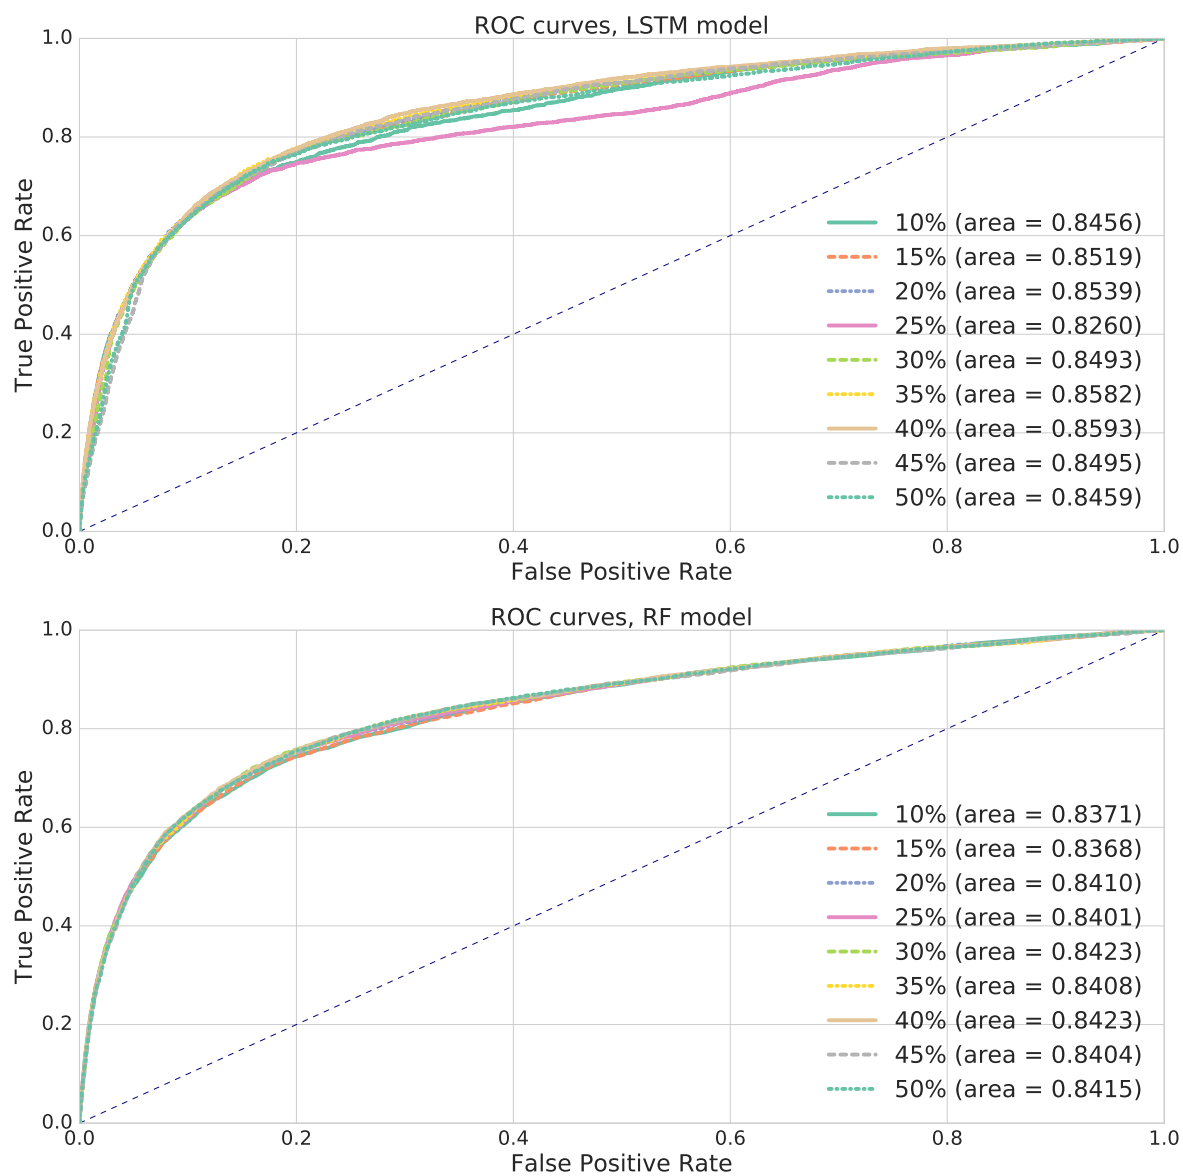 ROC curves, LSTM model
True Positive Rate
1.0
0.8
0.6
0.4
0.2
0.0
10% (area = 0.8456)
15% (area = 0.8519)
20% (area = 0.8539)
25% (area = 0.8260)
30% (area = 0.8493)
35% (area = 0.8582)
40% (area = 0.8593)
45% (area = 0.8495)
50% (area = 0.8459)
0.0 0.2 0.4 0.6 0.8 1.0
False Positive Rate
ROC curves, RF model
True Positive Rate
1.0
0.8
0.6
0.4
0.2
0.0
10% (area = 0.8371)
15% (area = 0.8368)
20% (area = 0.8410)
25% (area = 0.8401)
30% (area = 0.8423)
35% (area = 0.8408)
40% (area = 0.8423)
45% (area = 0.8404)
50% (area = 0.8415)
0.0 0.2 0.4 0.6 0.8 1.0
False Positive Rate